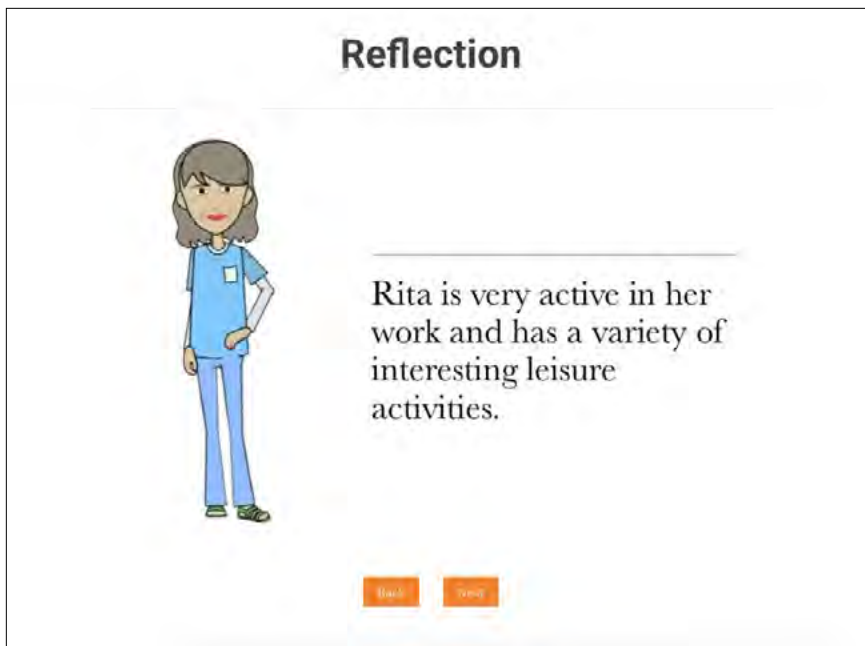 Reflection
Rita is very active in her
work and has a variety of
interesting leisure
activities.
Back
Next